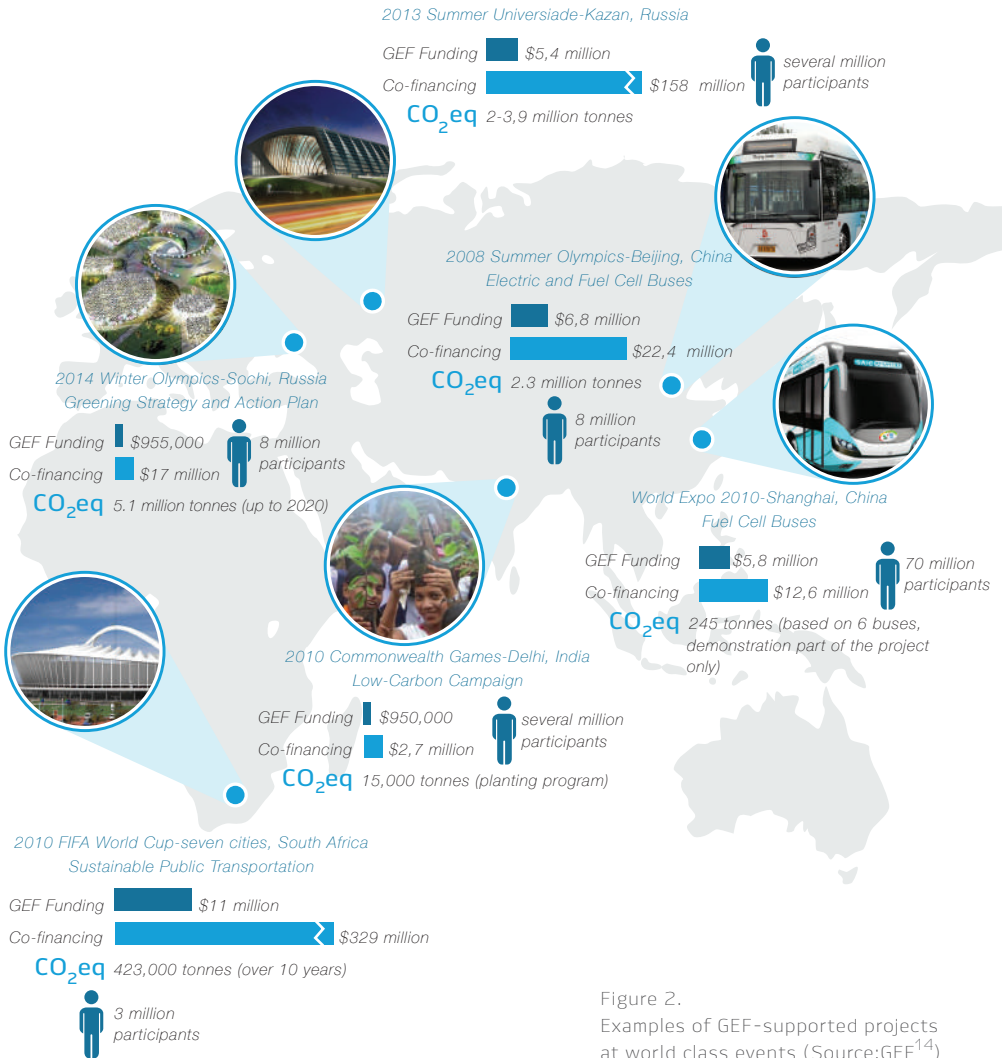 2013 Summer Universiade-Kazan, Russia
GEF Funding $5,4 million
Co-financing $158 million
several million
participants
CO2eq 2-3,9 million tonnes
2008 Summer Olympics-Beijing, China
Electric and Fuel Cell Buses
GEF Funding $6,8 million
Co-financing $22,4 million
CO2eq 2.3 million tonnes
8 million
participants
2014 Winter Olympics-Sochi, Russia
Greening Strategy and Action Plan
GEF Funding $955,000
Co-financing $17 million
8 million
participants
CO2eq 5.1 million tonnes (up to 2020)
World Expo 2010-Shanghai, China
Fuel Cell Buses
GEF Funding $5,8 million
Co-financing $12,6 million
70 million
participants
CO2eq 245 tonnes (based on 6 buses,
demonstration part of the project
only)
2010 Commonwealth Games-Delhi, India
Low-Carbon Campaign
GEF Funding $950,000
Co-financing $2,7 million
several million
participants
CO2eq 15,000 tonnes (planting program)
2010 FIFA World Cup-seven cities, South Africa
Sustainable Public Transportation
GEF Funding $11 million
Co-financing $329 million
CO2eq 423,000 tonnes (over 10 years)
3 million
participants
Figure 2.
Examples of GEF-supported projects
at world class events (Source:GEF14)